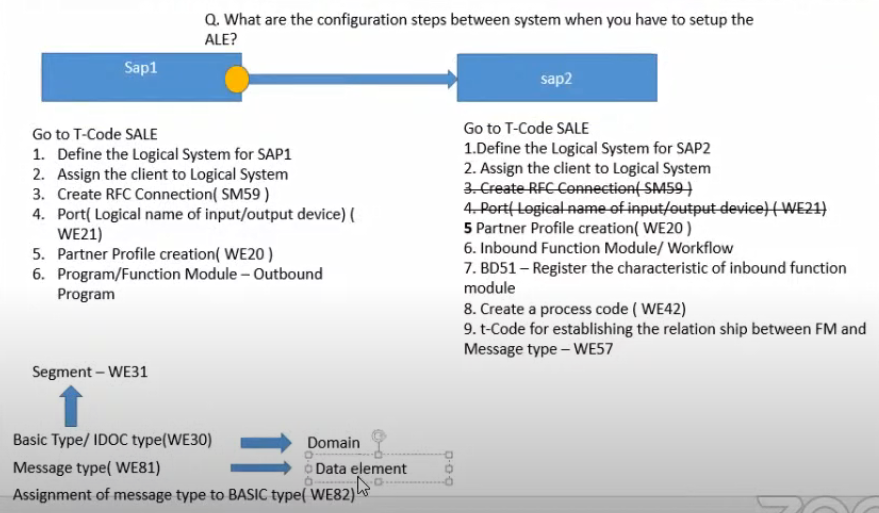 Q. What are the configuration steps between system when you have to setup the
ALE?
Sap1
sap2
Go to T-Code SALE
1. Define the Logical System for SAP1
2. Assign the client to Logical System
3. Create RFC Connection( SM59 )
4. Port( Logical name of input/output device) (
WE21)
5. Partner Profile creation( WE20 )
6. Program/Function Module – Outbound
Program
Go to T-Code SALE
1.Define the Logical System for SAP2
2. Assign the client to Logical System
3. Create RFC Connection( SM59 )
4. Port( Logical name of input/output device) ( WE21)
5 Partner Profile creation( WE20 )
6. Inbound Function Module/ Workflow
7. BD51 – Register the characteristic of inbound function
module
8. Create a process code ( WE42)
9. t-Code for establishing the relation ship between FM and
Message type – WE57
Segment – WE31
Basic Type/ IDOC type(WE30)
Domain
Message type( WE81)
Data element
Assignment of message type to BASIC type( WE82)